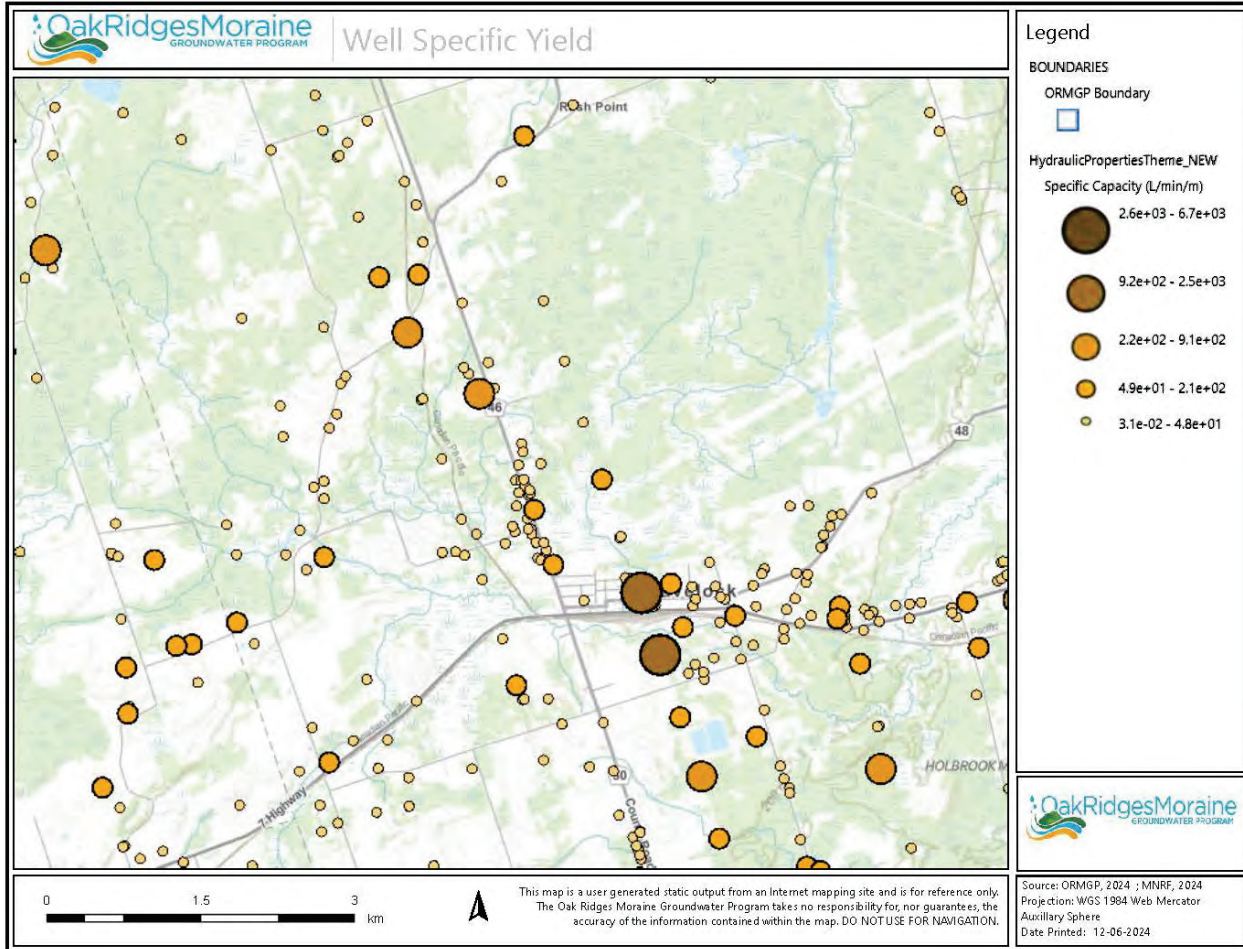 OakRidgesMoraine
GROUNDWATER PROGRAM
Well Specific Yield
Legend
BOUNDARIES
ORMGP Boundary
HydraulicPropertiesTheme_NEW
Specific Capacity (L/min/m)
2.6e+03 - 6.7e+03
9.2e+02 - 2.5e+03
2.2e+02 - 9.1e+02
4.9e+01 - 2.1e+02
3.1e-02 - 4.8e+01
Point
46
48
Canadian Pacific
Canadian Pacific
HOLBROOK
30
7 Highway
OakRidgesMoraine
GROUNDWATER PROGRAM
0 1.5 3
km
This map is a user generated static output from an Internet mapping site and is for reference only.
The Oak Ridges Moraine Groundwater Program takes no responsibility for, nor guarantees, the
accuracy of the information contained within the map. DO NOT USE FOR NAVIGATION.
Source: ORMGP, 2024 ; MNRF, 2024
Projection: WGS 1984 Web Mercator
Auxillary Sphere
Date Printed: 12-06-2024